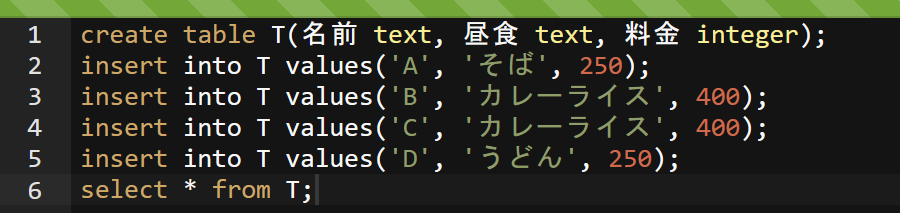 1 create table T(名前 text, 昼食 text, 料金 integer);
2 insert into T values('A', 'そば', 250);
3 insert into T values('B', 'カレーライス', 400);
4 insert into T values('C', 'カレーライス', 400);
5 insert into T values('D', 'うどん', 250);
6 select * from T;